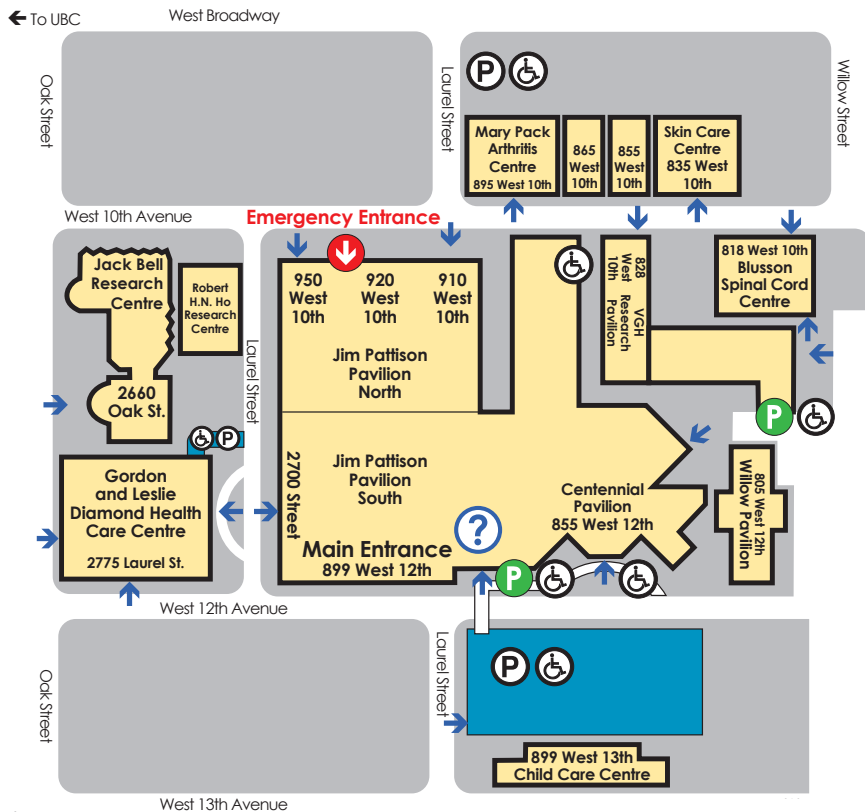 To UBC
West Broadway
Oak Street
Laurel Street
Willow Street
P
Mary Pack
Arthritis
Centre
895 West 10th
865
West
10th
855
West
10th
Skin Care
Centre
835 West
10th
West 10th Avenue
Emergency Entrance
Jack Bell
Research
Centre
Robert
H.N. Ho
Research
Centre
2660
Oak St.
Laurel Street
950
West
10th
920
West
10th
910
West
10th
Jim Pattison
Pavilion
North
828
West
10th
VGH
Research
Pavilion
818 West 10th
Blusson
Spinal Cord
Centre
P
P
Gordon
and Leslie
Diamond Health
Care Centre
2775 Laurel St.
2700 Street
Jim Pattison
Pavilion
South
?
Main Entrance
899 West 12th
Centennial
Pavilion
855 West 12th
805 West 12th
Willow Pavilion
P
West 12th Avenue
Oak Street
Laurel Street
P
899 West 13th
Child Care Centre
West 13th Avenue